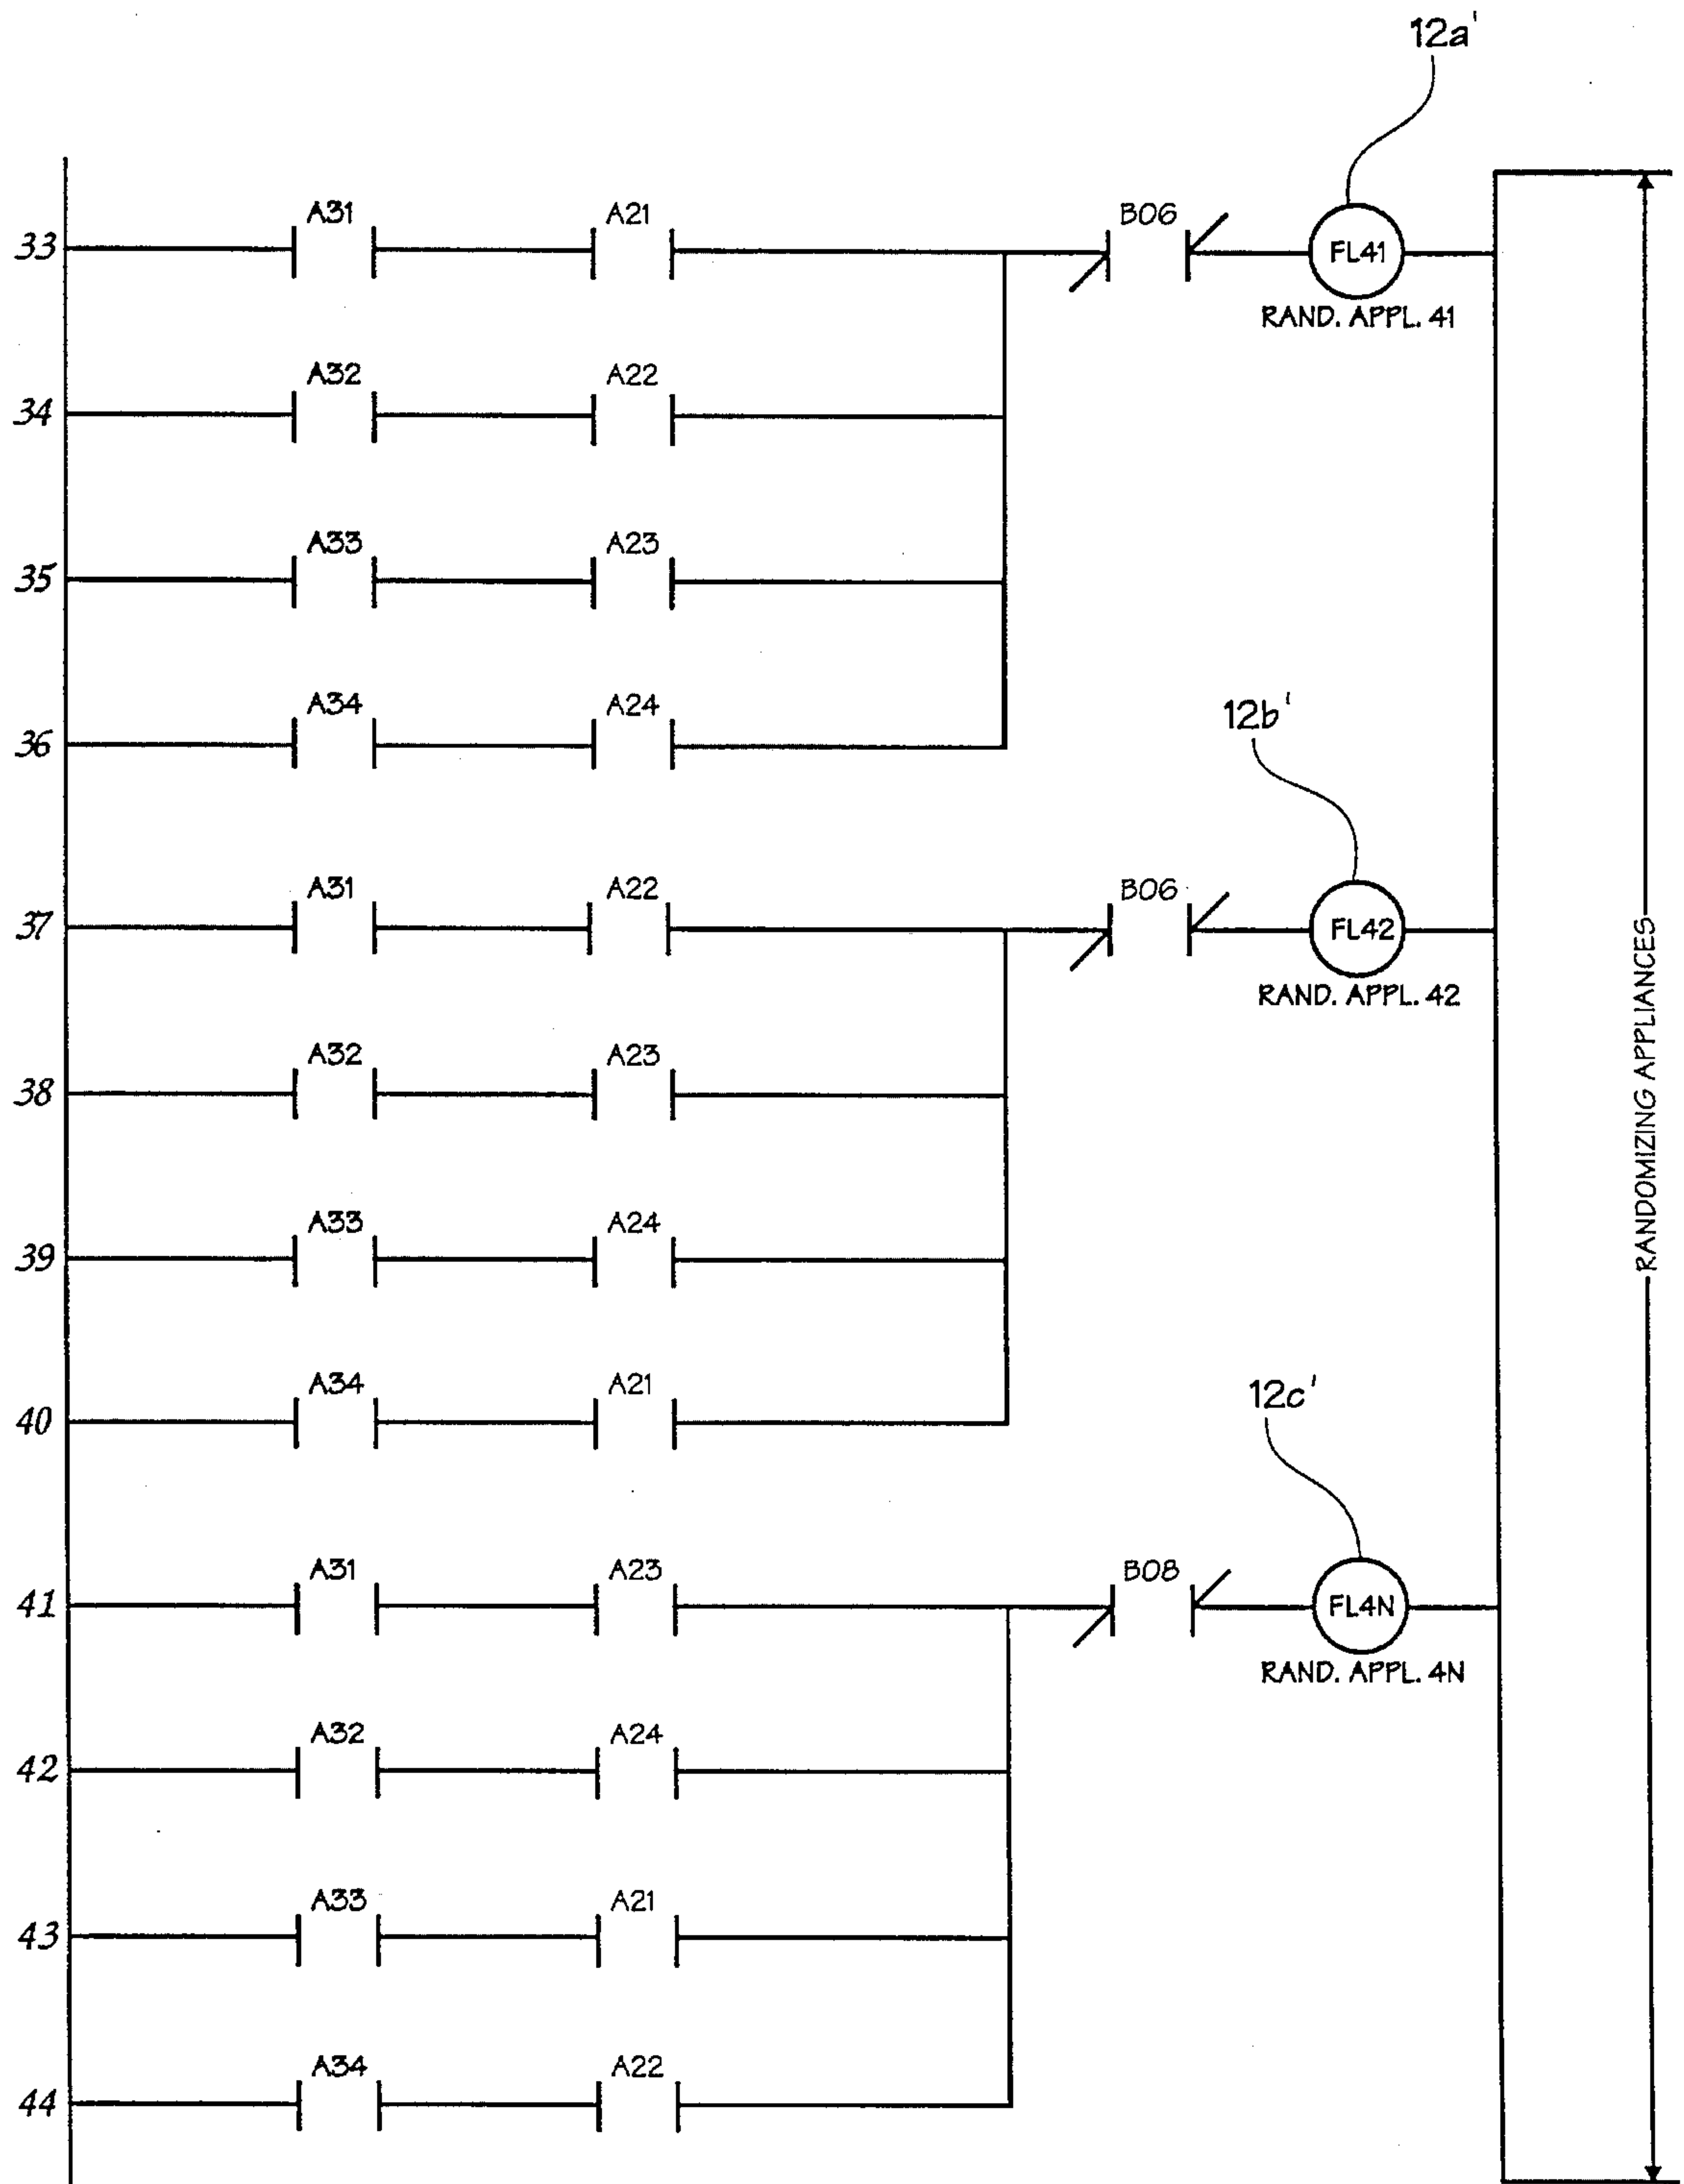 12a'
A31 A21 B06
33 FL41
RAND. APPL. 41
A32 A22
34
A33 A23
35
A34 A24
36
12b'
A31 A22 B06
37 FL42
RAND. APPL. 42
A32 A23
38
A33 A24
39
A34 A21
40
12c'
A31 A23 B08
41 FL4N
RAND. APPL. 4N
A32 A24
42
A33 A21
43
A34 A22
44
RANDOMIZING APPLIANCES